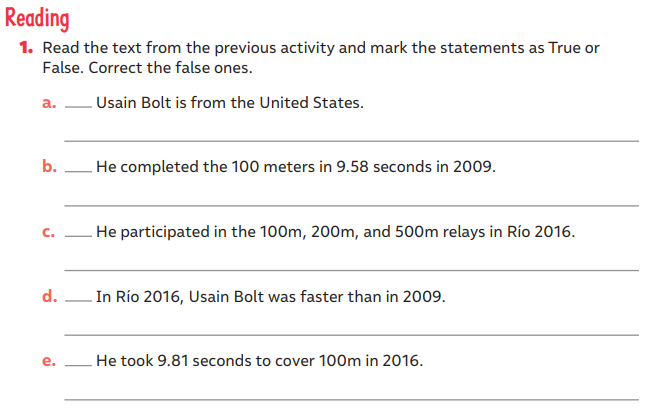 Reading
1. Read the text from the previous activity and mark the statements as True or
False. Correct the false ones.
a. ___ Usain Bolt is from the United States.
b. ___ He completed the 100 meters in 9.58 seconds in 2009.
c. ___ He participated in the 100m, 200m, and 500m relays in Río 2016.
d. ___ In Río 2016, Usain Bolt was faster than in 2009.
e. ___ He took 9.81 seconds to cover 100m in 2016.